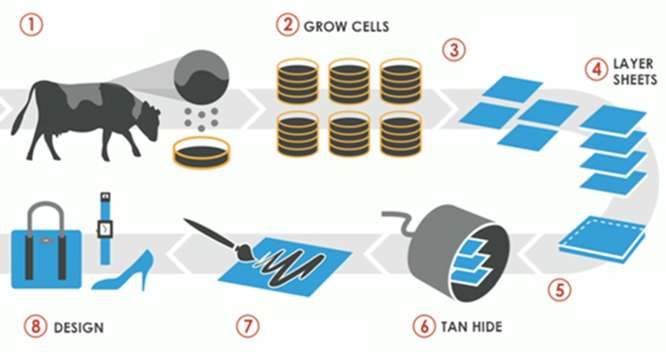 1
2 GROW CELLS
3
4 LAYER
SHEETS
5
6 TAN HIDE
7
8 DESIGN